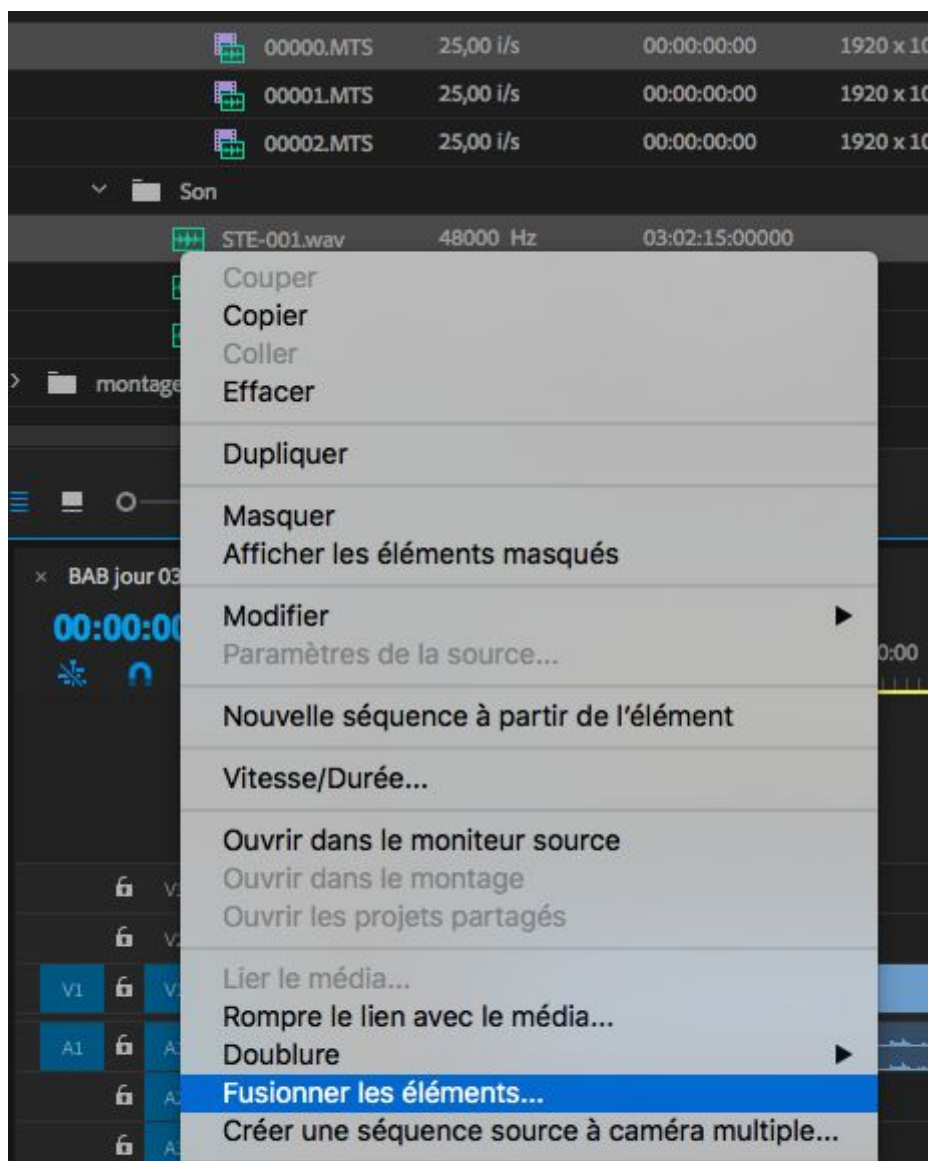 00000.MTS 25,00 i/s 00:00:00:00 1920 x 10
00001.MTS 25,00 i/s 00:00:00:00 1920 x 10
00002.MTS 25,00 i/s 00:00:00:00 1920 x 10
Son
STE-001.wav 48000 Hz 03:02:15:00000
Couper
Copier
Coller
montage
Effacer
Dupliquer
Masquer
Afficher les éléments masqués
× BAB jour 03
Modifier
00:00:00
Paramètres de la source...
0:00
Nouvelle séquence à partir de l’élément
Vitesse/Durée...
Ouvrir dans le moniteur source
Ouvrir dans le montage
Ouvrir les projets partagés
Lier le média...
V1
Rompre le lien avec le média...
A1
Doublure
Fusionner les éléments...
Créer une séquence source à caméra multiple...